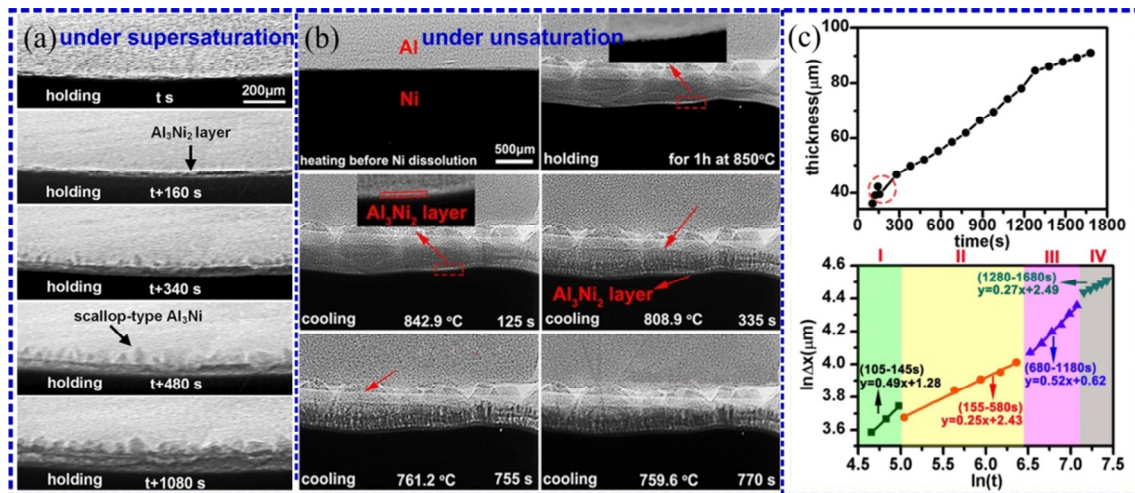 (a) under supersaturation
holding t s 200μm
Al₃Ni₂ layer
holding t+160 s
holding t+340 s
scallop-type Al₃Ni
holding t+480 s
holding t+1080 s
(b) under unsaturation
Al
Ni
heating before Ni dissolution 500μm
holding for 1h at 850°C
Al₃Ni₂ layer
cooling 842.9 °C 125 s
Al₃Ni₂ layer
cooling 808.9 °C 335 s
cooling 761.2 °C 755 s
cooling 759.6 °C 770 s
(c)
thickness(μm)
100
80
60
40
0 300 600 900 1200 1500 1800
time(s)
I II III IV
lnΔx(μm)
4.6
4.4
4.2
4.0
3.8
3.6
(1280-1680s)
y=0.27x+2.49
(105-145s)
y=0.49x+1.28
(680-1180s)
y=0.52x+0.62
(155-580s)
y=0.25x+2.43
4.5 5.0 5.5 6.0 6.5 7.0 7.5
ln(t)